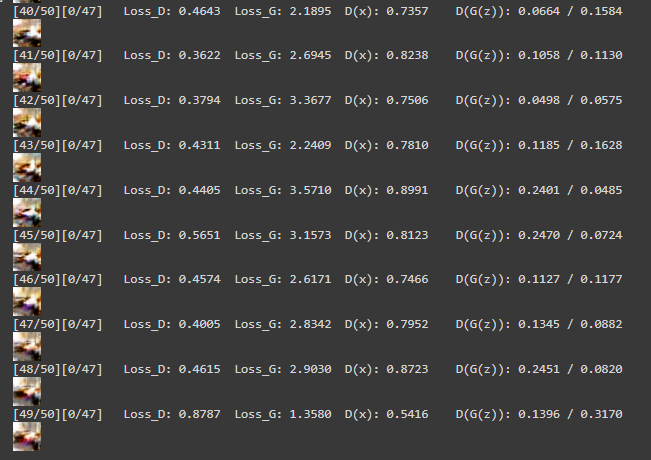 [40/50][0/47] Loss_D: 0.4643 Loss_G: 2.1895 D(x): 0.7357 D(G(z)): 0.0664 / 0.1584
[41/50][0/47] Loss_D: 0.3622 Loss_G: 2.6945 D(x): 0.8238 D(G(z)): 0.1058 / 0.1130
[42/50][0/47] Loss_D: 0.3794 Loss_G: 3.3677 D(x): 0.7506 D(G(z)): 0.0498 / 0.0575
[43/50][0/47] Loss_D: 0.4311 Loss_G: 2.2409 D(x): 0.7810 D(G(z)): 0.1185 / 0.1628
[44/50][0/47] Loss_D: 0.4405 Loss_G: 3.5710 D(x): 0.8991 D(G(z)): 0.2401 / 0.0485
[45/50][0/47] Loss_D: 0.5651 Loss_G: 3.1573 D(x): 0.8123 D(G(z)): 0.2470 / 0.0724
[46/50][0/47] Loss_D: 0.4574 Loss_G: 2.6171 D(x): 0.7466 D(G(z)): 0.1127 / 0.1177
[47/50][0/47] Loss_D: 0.4005 Loss_G: 2.8342 D(x): 0.7952 D(G(z)): 0.1345 / 0.0882
[48/50][0/47] Loss_D: 0.4615 Loss_G: 2.9030 D(x): 0.8723 D(G(z)): 0.2451 / 0.0820
[49/50][0/47] Loss_D: 0.8787 Loss_G: 1.3580 D(x): 0.5416 D(G(z)): 0.1396 / 0.3170